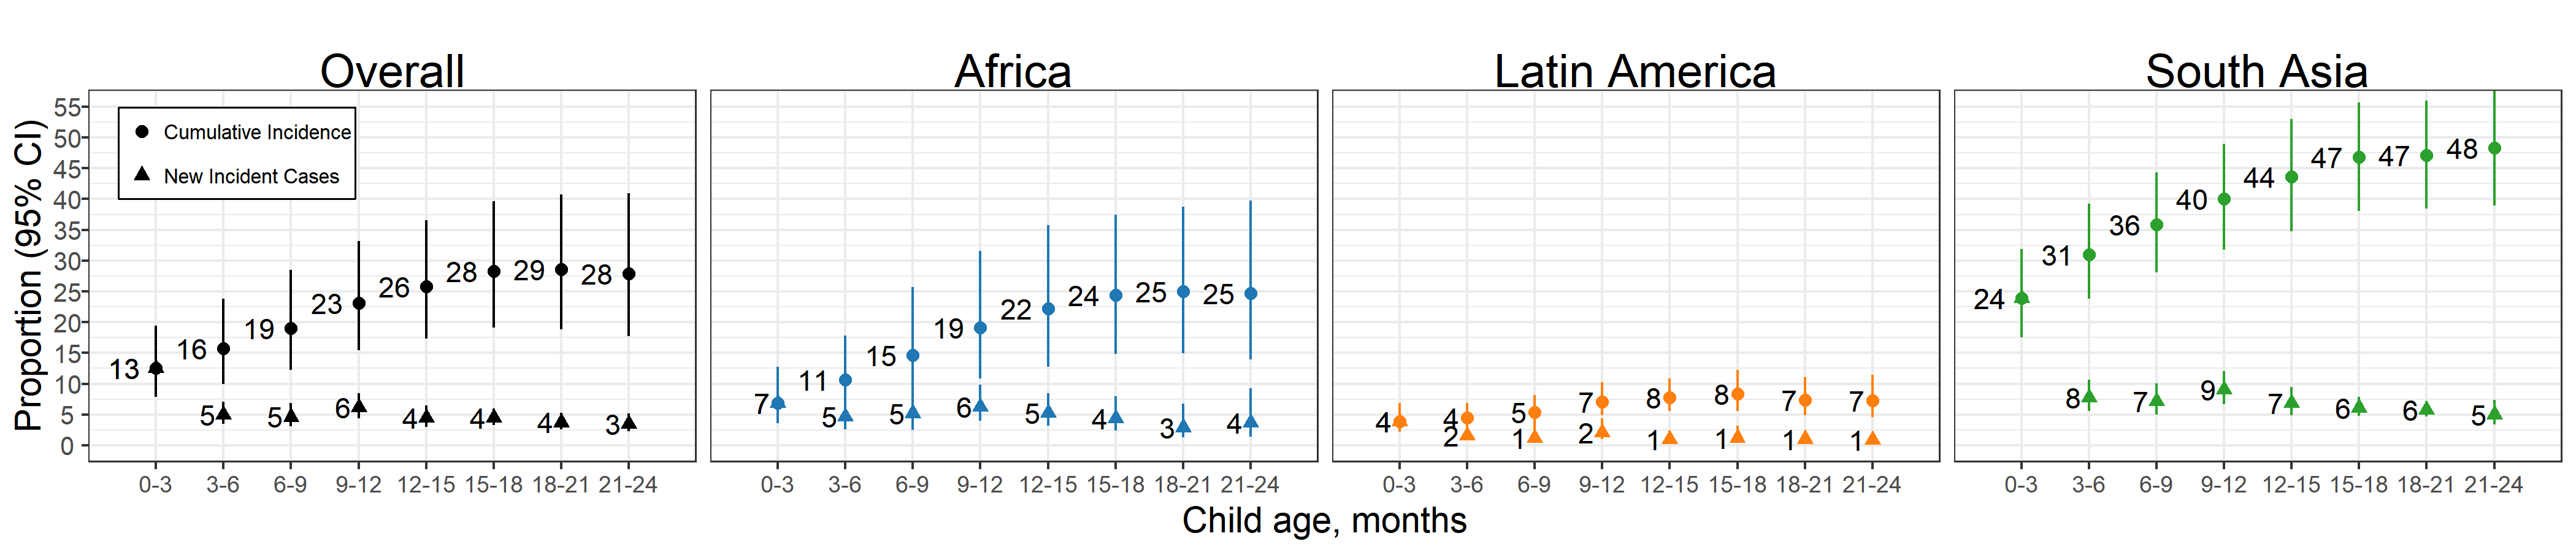 Overall Africa Latin America South Asia
Proportion (95% CI)
55
50
45
40
35
30
25
20
15
10
5
0
Cumulative Incidence
New Incident Cases
13 16 19 23 26 28 29 28
5 5 6 4 4 4 3
7 11 15 19 22 24 25 25
5 5 6 5 4 3 4
4 4 5 7 8 8 7 7
2 1 2 1 1 1 1
24 31 36 40 44 47 47 48
8 7 9 7 6 6 5
0-3 3-6 6-9 9-12 12-15 15-18 18-21 21-24
0-3 3-6 6-9 9-12 12-15 15-18 18-21 21-24
0-3 3-6 6-9 9-12 12-15 15-18 18-21 21-24
0-3 3-6 6-9 9-12 12-15 15-18 18-21 21-24
Child age, months